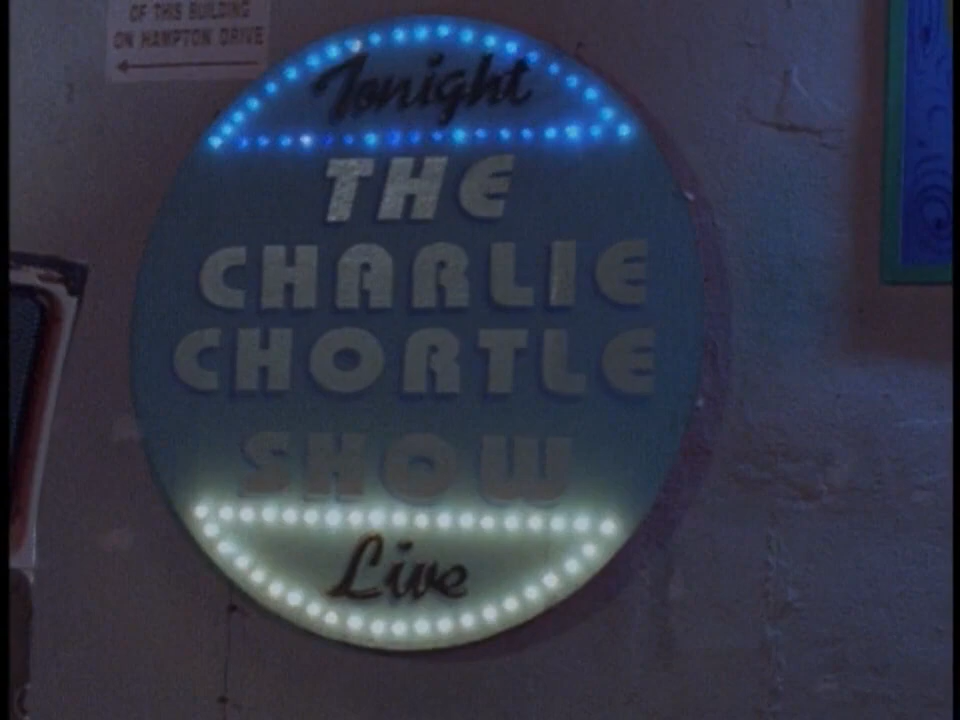 OF THIS BUILDING
ON HAMPTON DRIVE
Tonight
THE
CHARLIE
CHORTLE
SHOW
Live